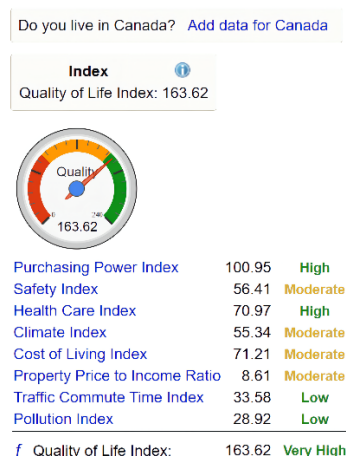 Do you live in Canada? Add data for Canada
Index
Quality of Life Index: 163.62
Quality
0 240
163.62
Purchasing Power Index 100.95 High
Safety Index 56.41 Moderate
Health Care Index 70.97 High
Climate Index 55.34 Moderate
Cost of Living Index 71.21 Moderate
Property Price to Income Ratio 8.61 Moderate
Traffic Commute Time Index 33.58 Low
Pollution Index 28.92 Low
f Quality of Life Index: 163.62 Very High